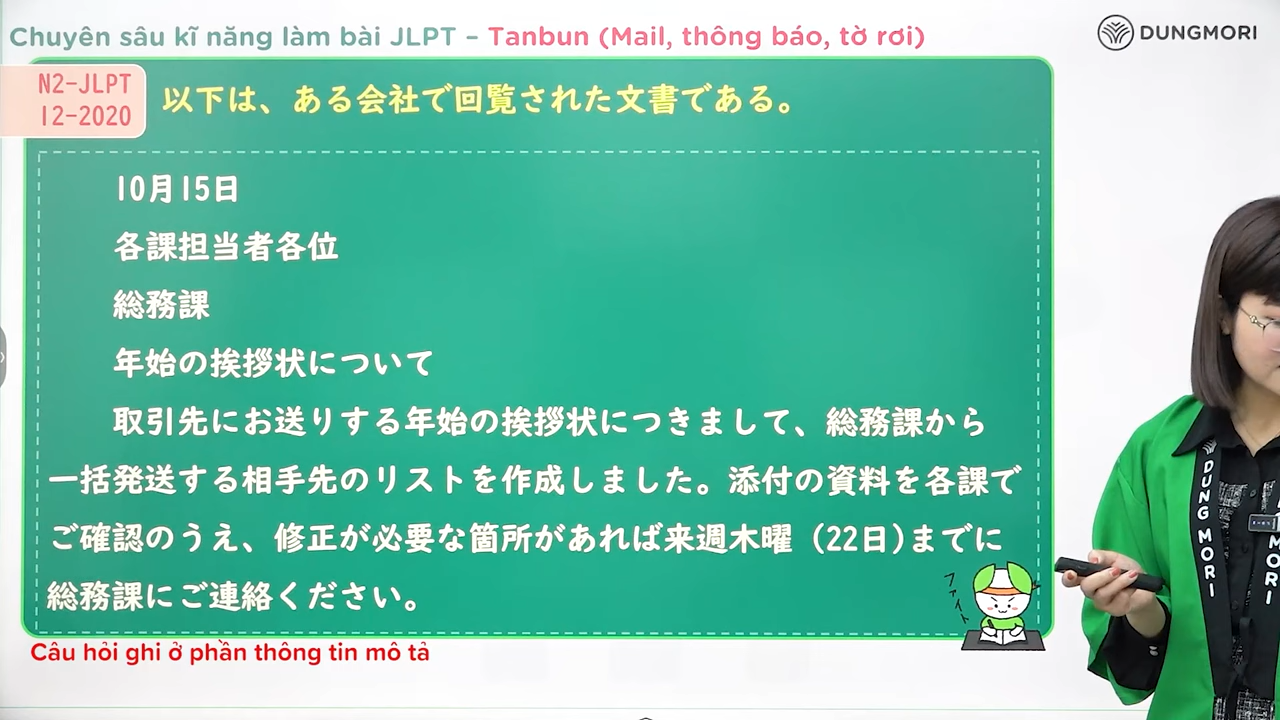 Chuyên sâu kĩ năng làm bài JLPT – Tanbun (Mail, thông báo, tờ rơi)
DUNGMORI
N2-JLPT
12-2020
以下は、ある会社で回覧された文書である。
10月15日
各課担当者各位
総務課
年始の挨拶状について
取引先にお送りする年始の挨拶状につきまして、総務課から
一括発送する相手先のリストを作成しました。添付の資料を各課で
ご確認のうえ、修正が必要な箇所があれば来週木曜（22日)までに
総務課にご連絡ください。
ファイト
Câu hỏi ghi ở phần thông tin mô tả
DUNG MORI
MORI